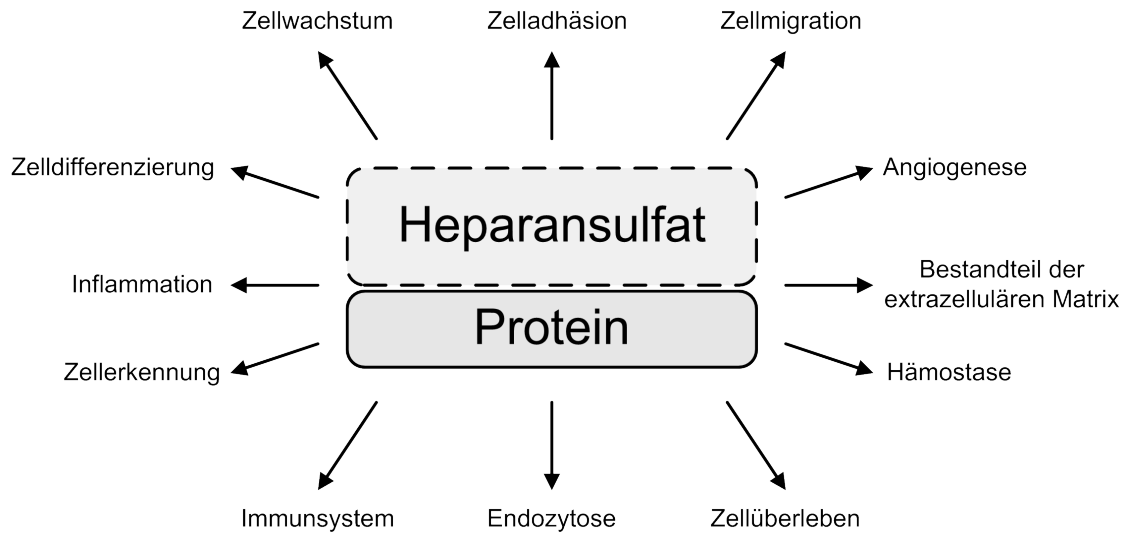 Zellwachstum
Zelladhäsion
Zellmigration
Zelldifferenzierung
Angiogenese
Heparansulfat
Inflammation
Bestandteil der
extrazellulären Matrix
Protein
Zellerkennung
Hämostase
Immunsystem
Endozytose
Zellüberleben